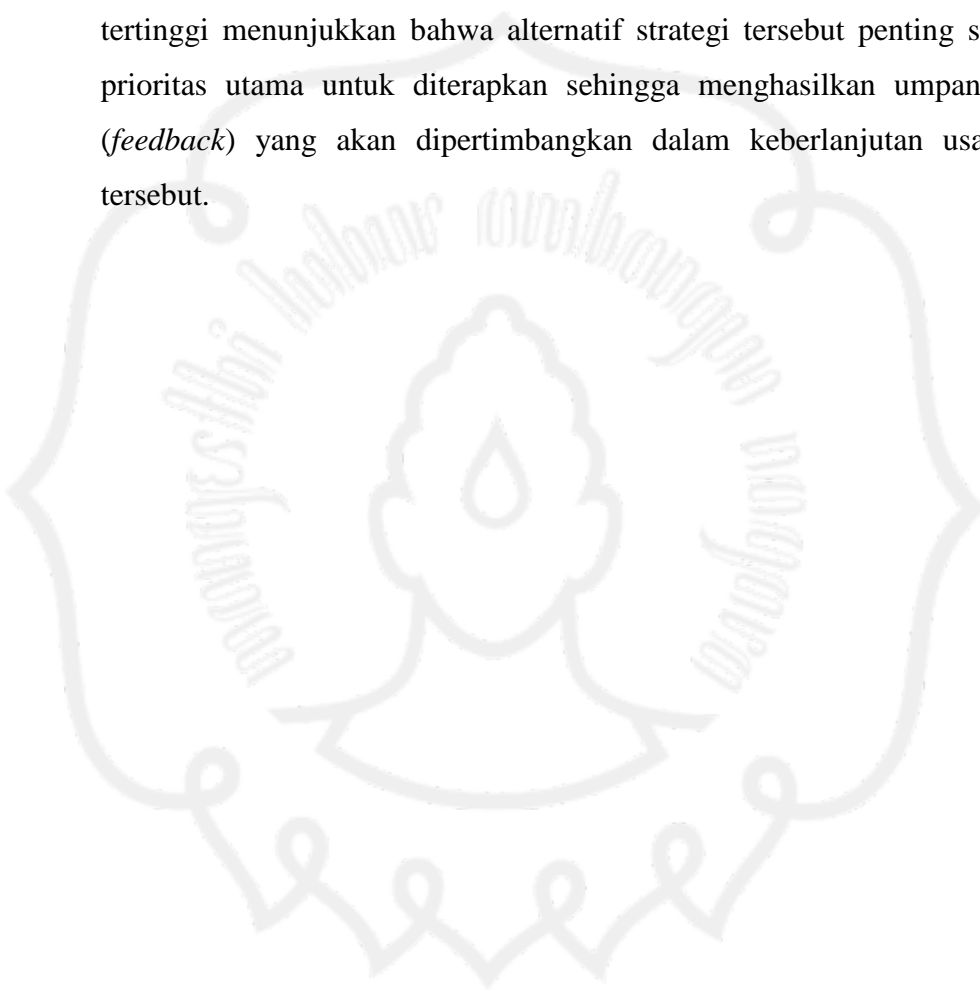 tertinggi menunjukkan bahwa alternatif strategi tersebut penting s
prioritas utama untuk diterapkan sehingga menghasilkan umpan
(feedback) yang akan dipertimbangkan dalam keberlanjutan usa
tersebut.